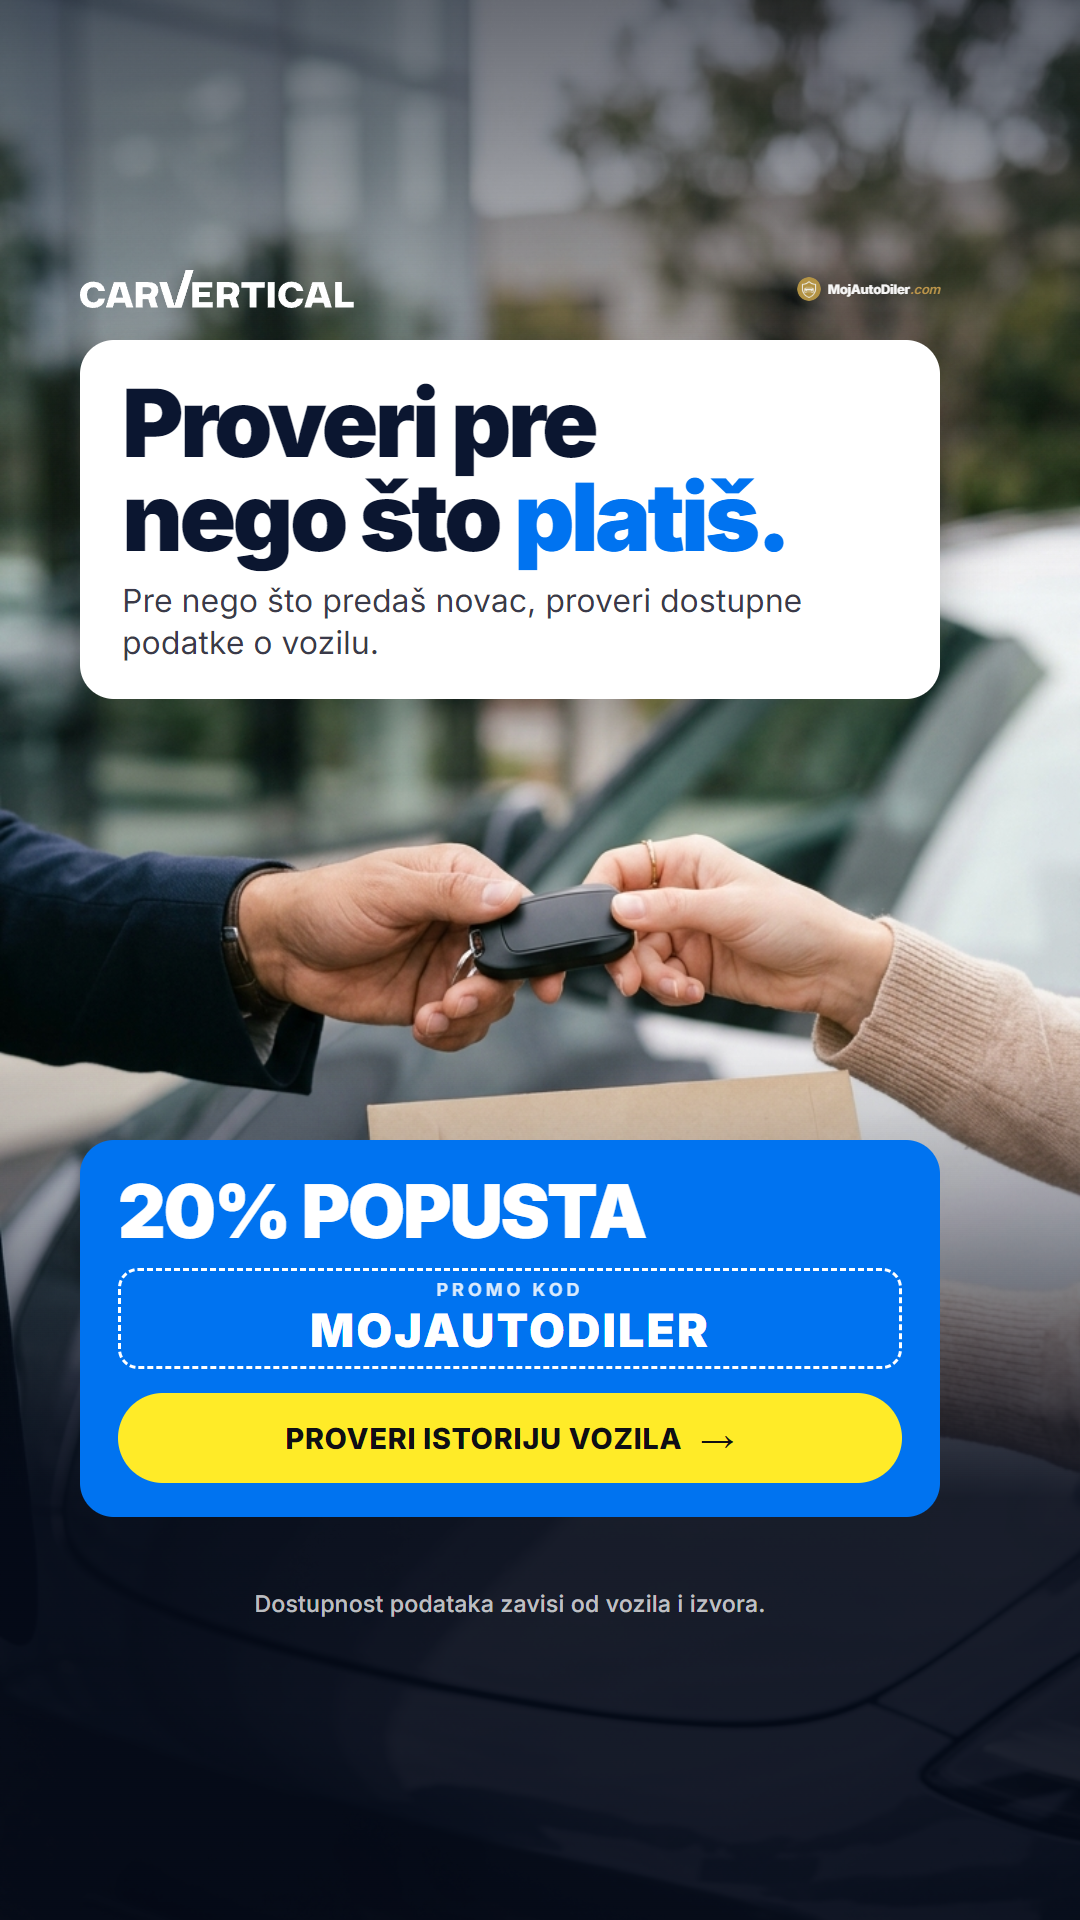 CARVERTICAL
MojAutoDiler.com
Proveri pre
nego što platiš.
Pre nego što predaš novac, proveri dostupne
podatke o vozilu.
20% POPUSTA
PROMO KOD
MOJAUTODILER
PROVERI ISTORIJU VOZILA →
Dostupnost podataka zavisi od vozila i izvora.